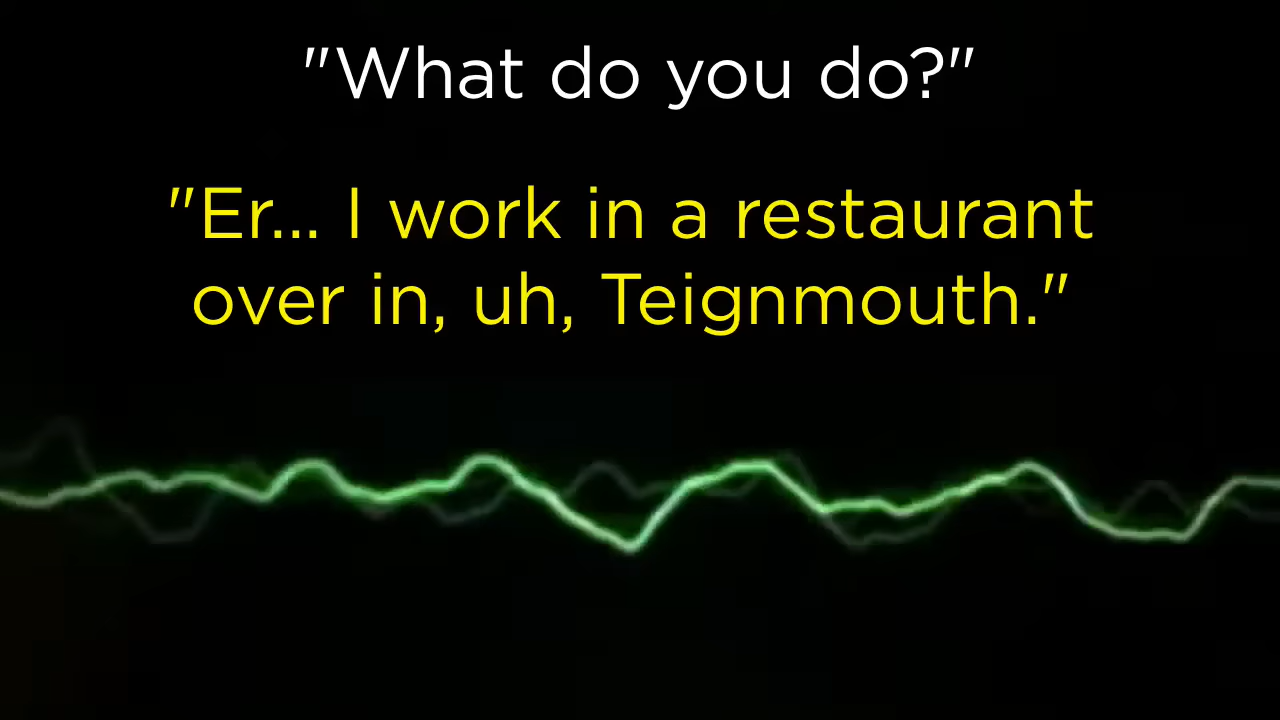 "What do you do?"
"Er... I work in a restaurant
over in, uh, Teignmouth."